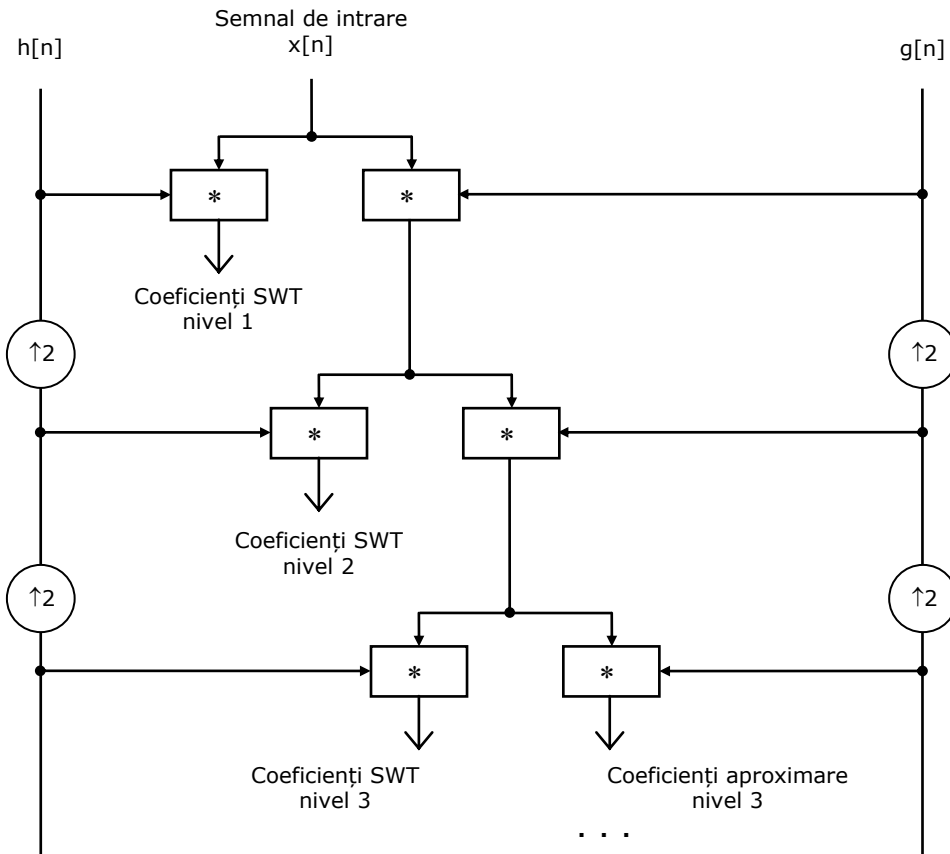 Semnal de intrare
x[n]
h[n]
g[n]
*
*
Coeficienți SWT
nivel 1
↑2
↑2
*
*
Coeficienți SWT
nivel 2
↑2
↑2
*
*
Coeficienți SWT
nivel 3
Coeficienți aproximare
nivel 3
. . .